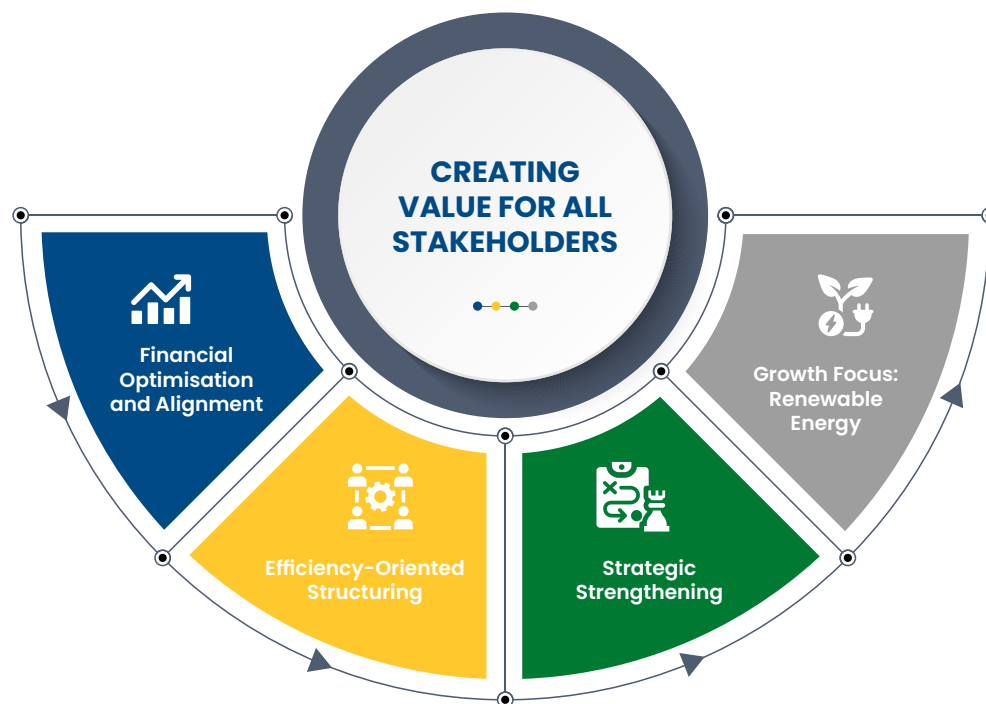 CREATING
VALUE FOR ALL
STAKEHOLDERS
Financial
Optimisation
and Alignment
Efficiency-Oriented
Structuring
Strategic
Strengthening
Growth Focus:
Renewable
Energy